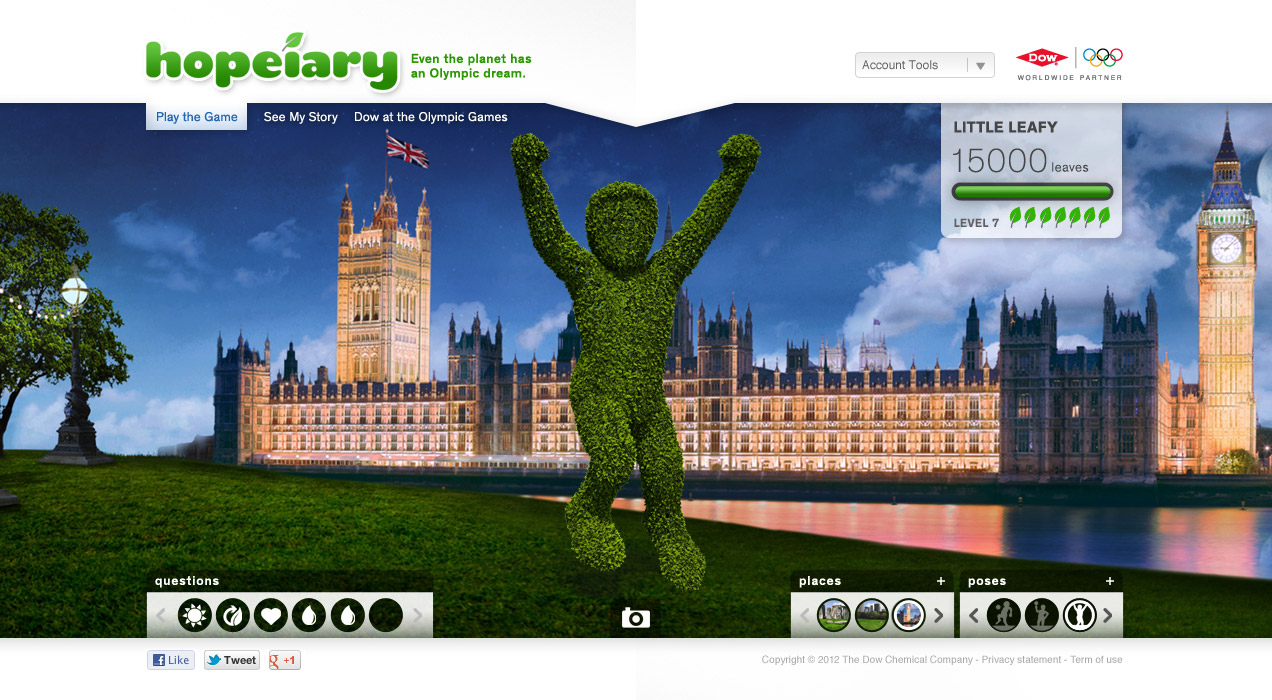 hopeiary
Even the planet has
an Olympic dream.
Account Tools
DOW
WORLDWIDE PARTNER
Play the Game
See My Story
Dow at the Olympic Games
LITTLE LEAFY
15000 leaves
LEVEL 7
questions
places +
poses +
Like
Tweet
g +1
Copyright © 2012 The Dow Chemical Company - Privacy statement - Term of use